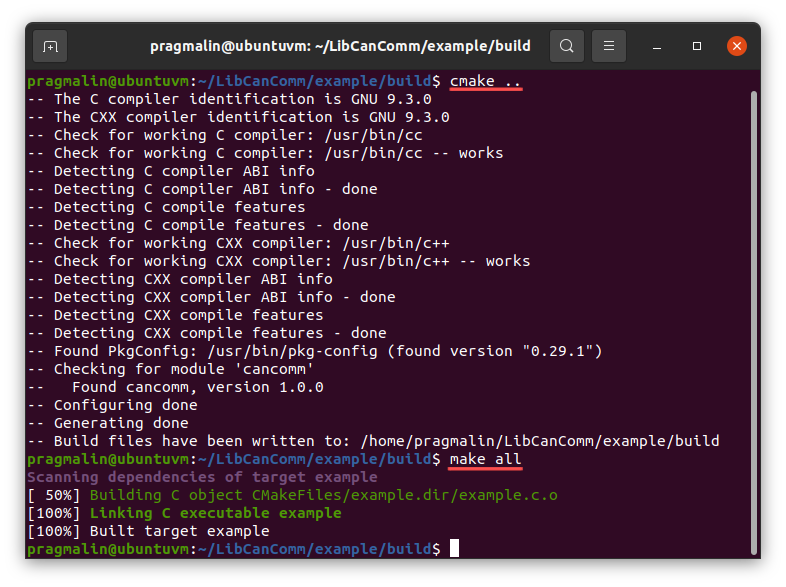 pragmalin@ubuntuvm: ~/LibCanComm/example/build
pragmalin@ubuntuvm:~/LibCanComm/example/build$ cmake ..
-- The C compiler identification is GNU 9.3.0
-- The CXX compiler identification is GNU 9.3.0
-- Check for working C compiler: /usr/bin/cc
-- Check for working C compiler: /usr/bin/cc -- works
-- Detecting C compiler ABI info
-- Detecting C compiler ABI info - done
-- Detecting C compile features
-- Detecting C compile features - done
-- Check for working CXX compiler: /usr/bin/c++
-- Check for working CXX compiler: /usr/bin/c++ -- works
-- Detecting CXX compiler ABI info
-- Detecting CXX compiler ABI info - done
-- Detecting CXX compile features
-- Detecting CXX compile features - done
-- Found PkgConfig: /usr/bin/pkg-config (found version "0.29.1")
-- Checking for module 'cancomm'
--   Found cancomm, version 1.0.0
-- Configuring done
-- Generating done
-- Build files have been written to: /home/pragmalin/LibCanComm/example/build
pragmalin@ubuntuvm:~/LibCanComm/example/build$ make all
Scanning dependencies of target example
[ 50%] Building C object CMakeFiles/example.dir/example.c.o
[100%] Linking C executable example
[100%] Built target example
pragmalin@ubuntuvm:~/LibCanComm/example/build$